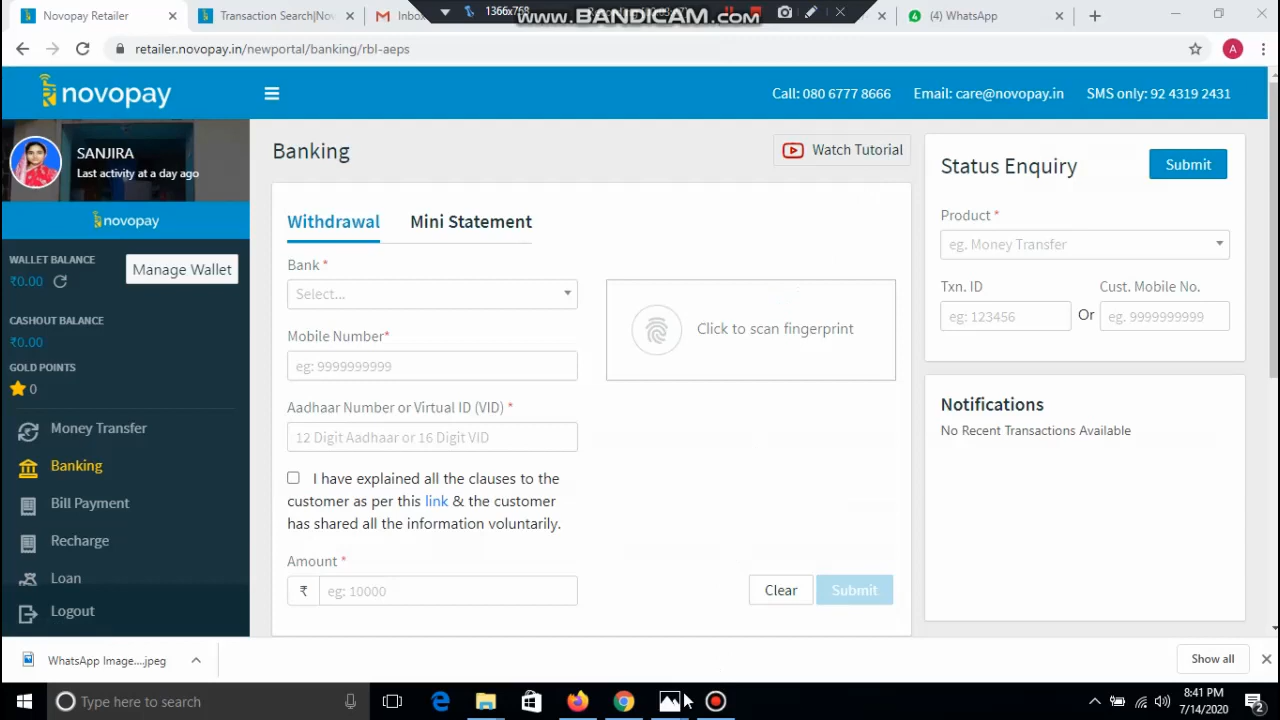 Novopay Retailer
Transaction Search|Nov
Inbo
1366x768
www.BANDICAM.com
(4) WhatsApp
retailer.novopay.in/newportal/banking/rbl-aeps
A
novopay
Call: 080 6777 8666
Email: care@novopay.in
SMS only: 92 4319 2431
SANJIRA
Last activity at a day ago
novopay
WALLET BALANCE
₹0.00
Manage Wallet
CASHOUT BALANCE
₹0.00
GOLD POINTS
0
Money Transfer
Banking
Bill Payment
Recharge
Loan
Logout
Banking
Watch Tutorial
Withdrawal
Mini Statement
Bank *
Select...
Mobile Number*
eg: 9999999999
Aadhaar Number or Virtual ID (VID) *
12 Digit Aadhaar or 16 Digit VID
I have explained all the clauses to the
customer as per this link & the customer
has shared all the information voluntarily.
Amount *
₹ eg: 10000
Click to scan fingerprint
Clear
Submit
Status Enquiry
Submit
Product *
eg. Money Transfer
Txn. ID
Cust. Mobile No.
eg: 123456
Or
eg. 9999999999
Notifications
No Recent Transactions Available
WhatsApp Image....jpeg
Show all
Type here to search
8:41 PM
7/14/2020
2